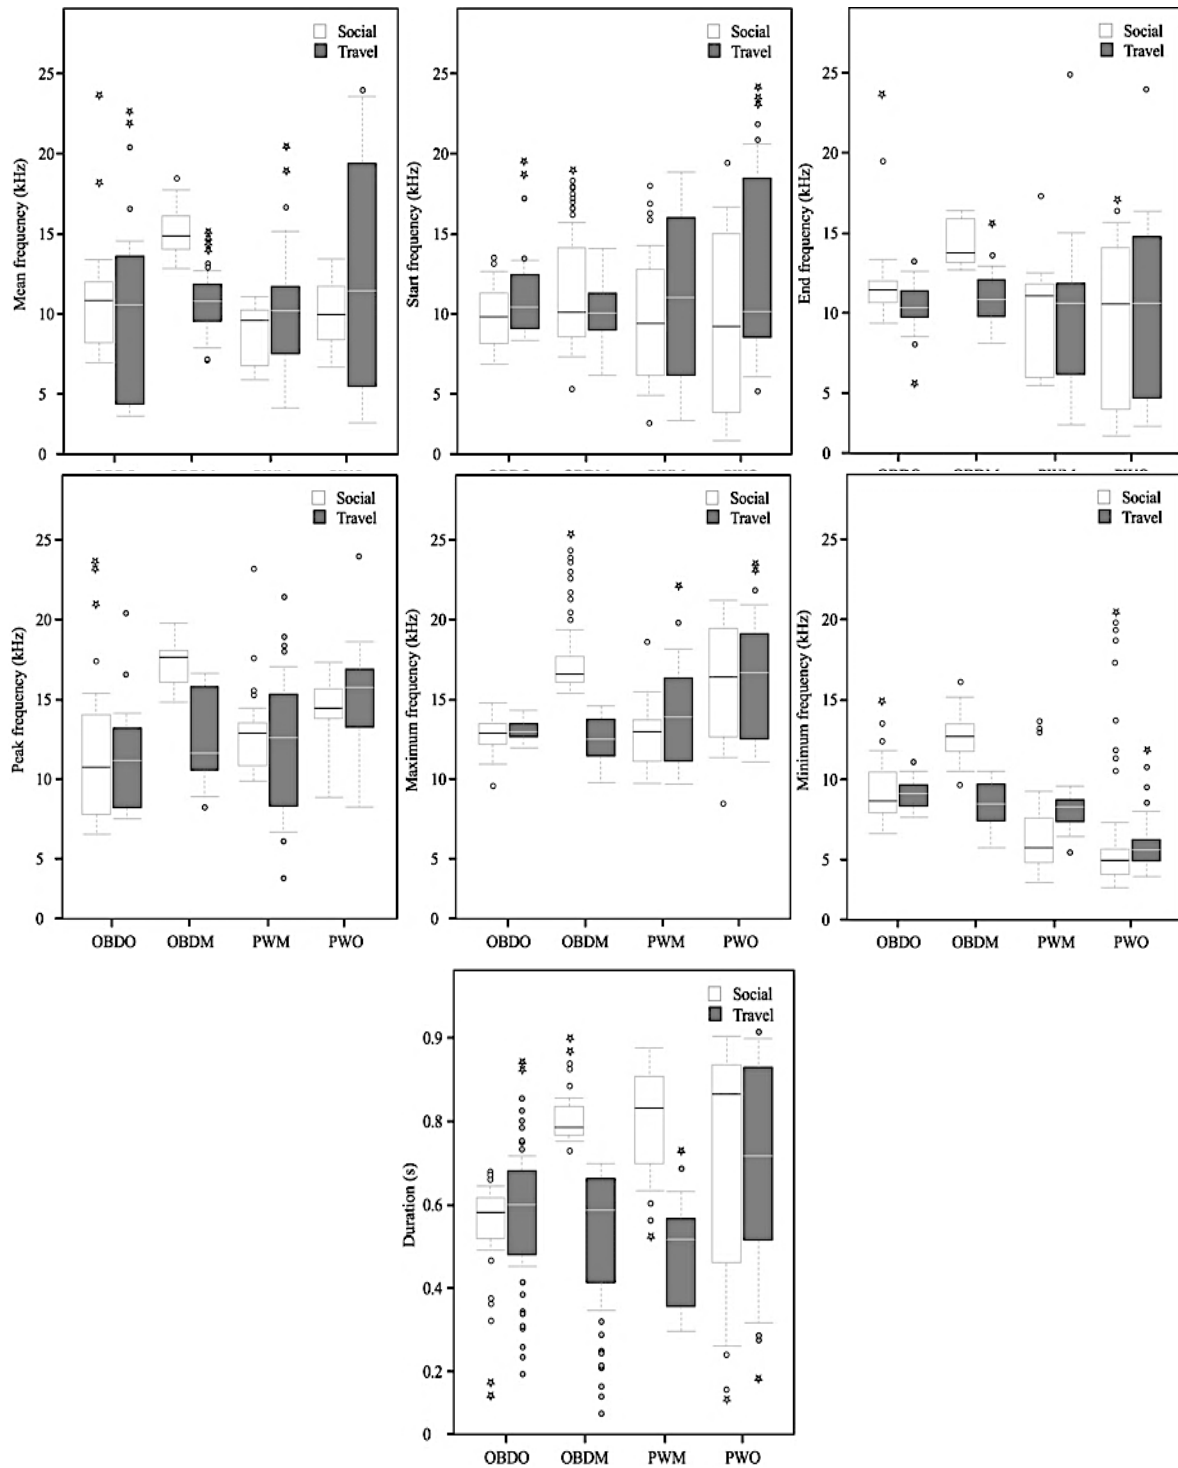 Social
Travel
Mean frequency (kHz)
25
20
15
10
5
0
Social
Travel
Start frequency (kHz)
25
20
15
10
5
0
Social
Travel
End frequency (kHz)
25
20
15
10
5
0
Social
Travel
Peak frequency (kHz)
25
20
15
10
5
0
OBDO OBDM PWM PWO
Social
Travel
Maximum frequency (kHz)
25
20
15
10
5
0
OBDO OBDM PWM PWO
Social
Travel
Minimum frequency (kHz)
25
20
15
10
5
0
OBDO OBDM PWM PWO
Social
Travel
Duration (s)
0.9
0.8
0.6
0.4
0.2
0
OBDO OBDM PWM PWO